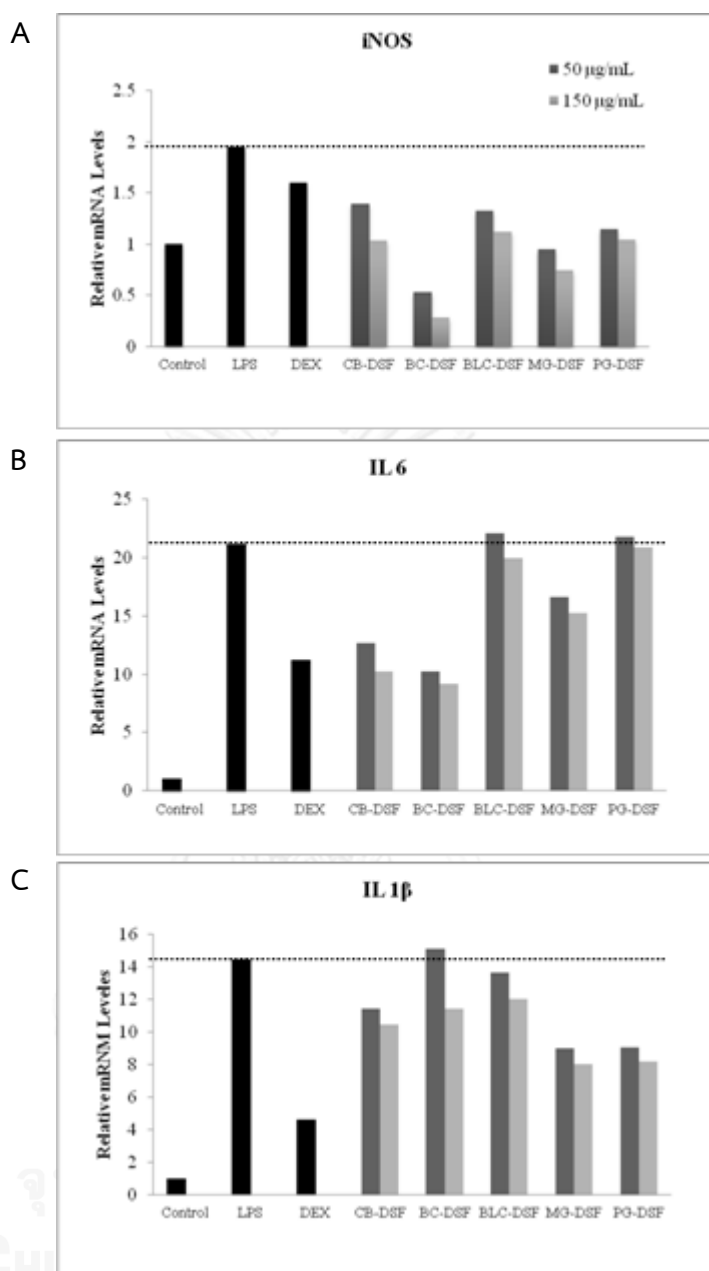 A
iNOS
50 µg/mL
150 µg/mL
2.5
2
1.5
1
0.5
0
Relative mRNA Levels
Control LPS DEX CB-DSF BC-DSF BLC-DSF MG-DSF PG-DSF
B
IL 6
25
20
15
10
5
0
Relative mRNA Levels
Control LPS DEX CB-DSF BC-DSF BLC-DSF MG-DSF PG-DSF
C
IL 1β
16
14
12
10
8
6
4
2
0
Relative mRNM Leveles
Control LPS DEX CB-DSF BC-DSF BLC-DSF MG-DSF PG-DSF